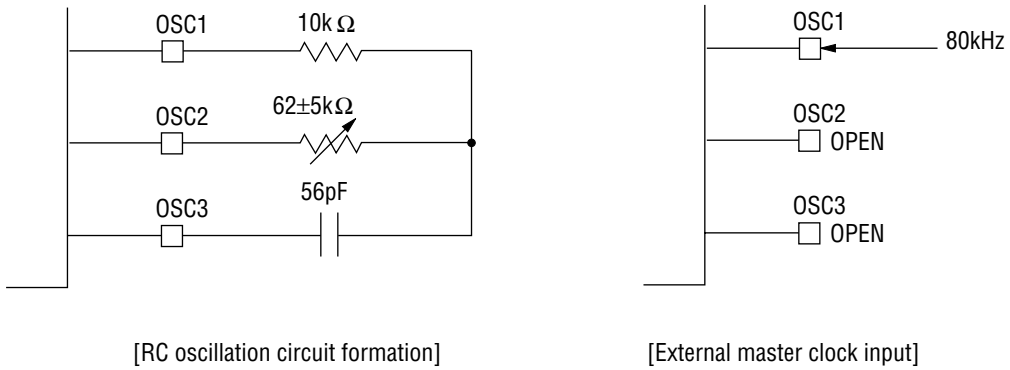 OSC1
10kΩ
OSC2
62±5kΩ
OSC3
56pF
[RC oscillation circuit formation]
OSC1
80kHz
OSC2
OPEN
OSC3
OPEN
[External master clock input]